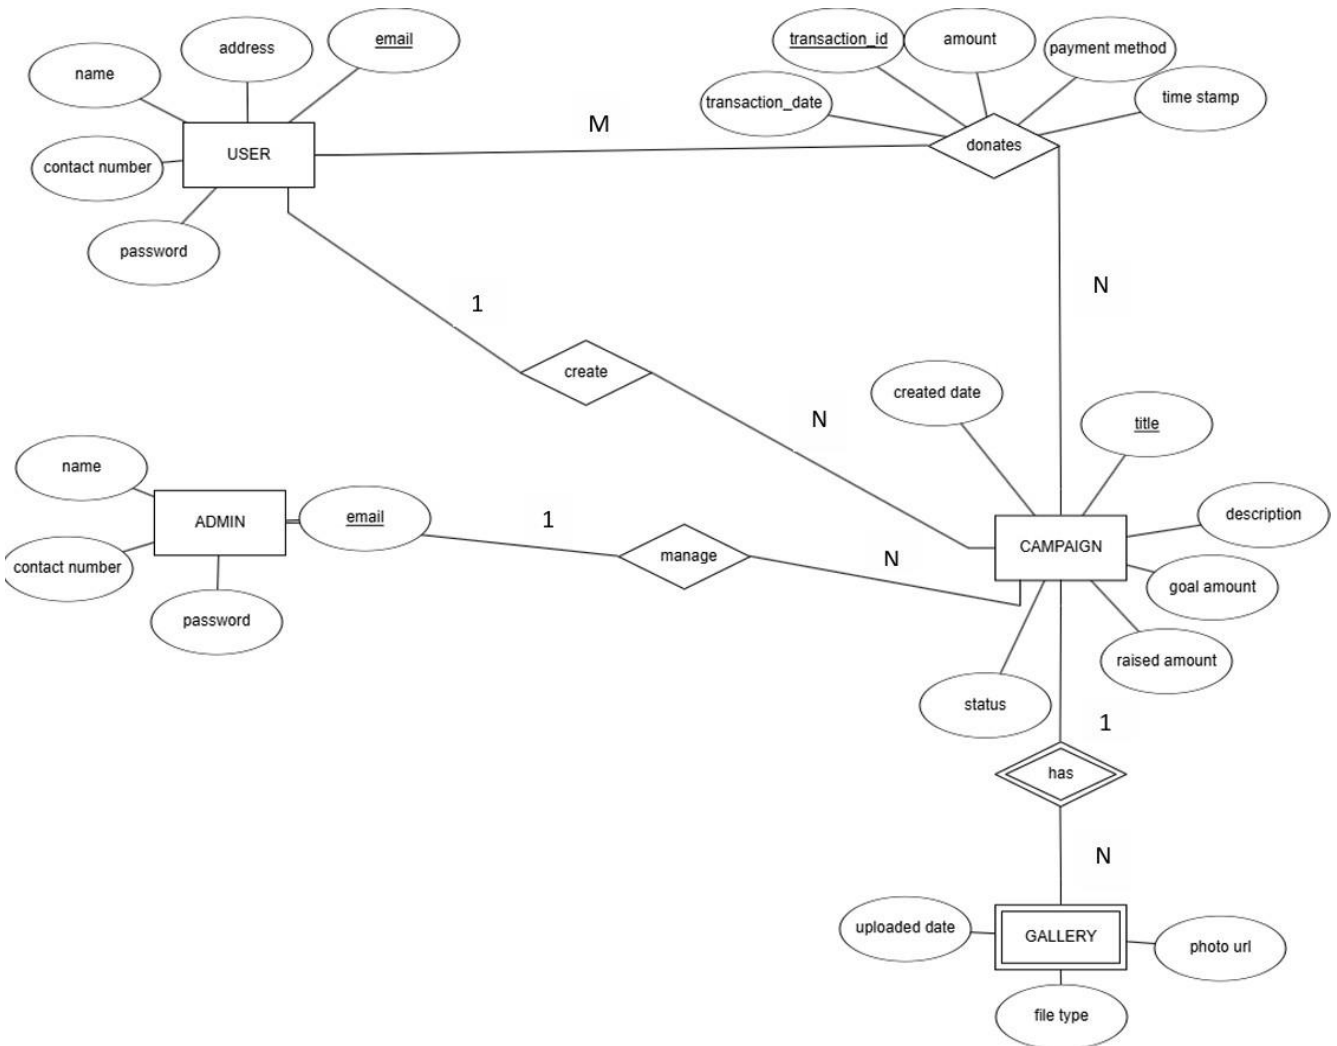 email
address
name
USER
contact number
password
M
transaction_id
amount
payment method
transaction_date
time stamp
donates
1
create
N
N
created date
title
name
ADMIN
email
contact number
password
1
manage
N
CAMPAIGN
description
goal amount
raised amount
status
1
has
N
uploaded date
GALLERY
photo url
file type